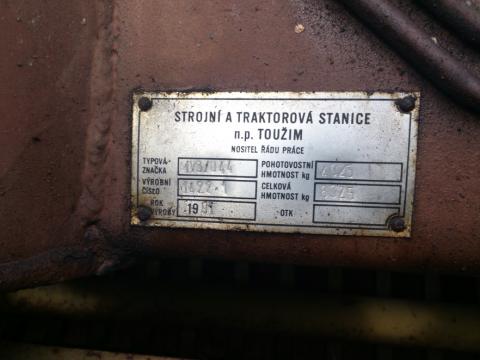 STROJNÍ A TRAKTOROVÁ STANICE
n.p. TOUŽIM
NOSITEL ŘÁDU PRÁCE
TYPOVÁ ZNAČKA POHOTOVOSTNÍ HMOTNOST kg
VÝROBNÍ ČÍSLO CELKOVÁ HMOTNOST kg
ROK VÝROBY 1991 OTK